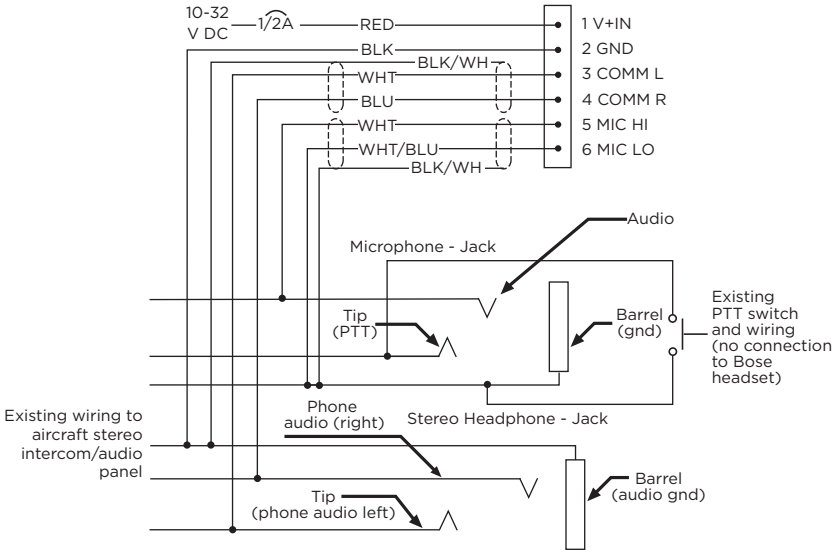 10-32
V DC
1/2A
RED
1 V+IN
BLK
2 GND
BLK/WH
WHT
3 COMM L
BLU
4 COMM R
WHT
5 MIC HI
WHT/BLU
6 MIC LO
BLK/WH
Audio
Microphone - Jack
Tip
(PTT)
Barrel
(gnd)
Existing
PTT switch
and wiring
(no connection
to Bose
headset)
Existing wiring to
aircraft stereo
intercom/audio
panel
Phone
audio (right)
Stereo Headphone - Jack
Tip
(phone audio left)
Barrel
(audio gnd)